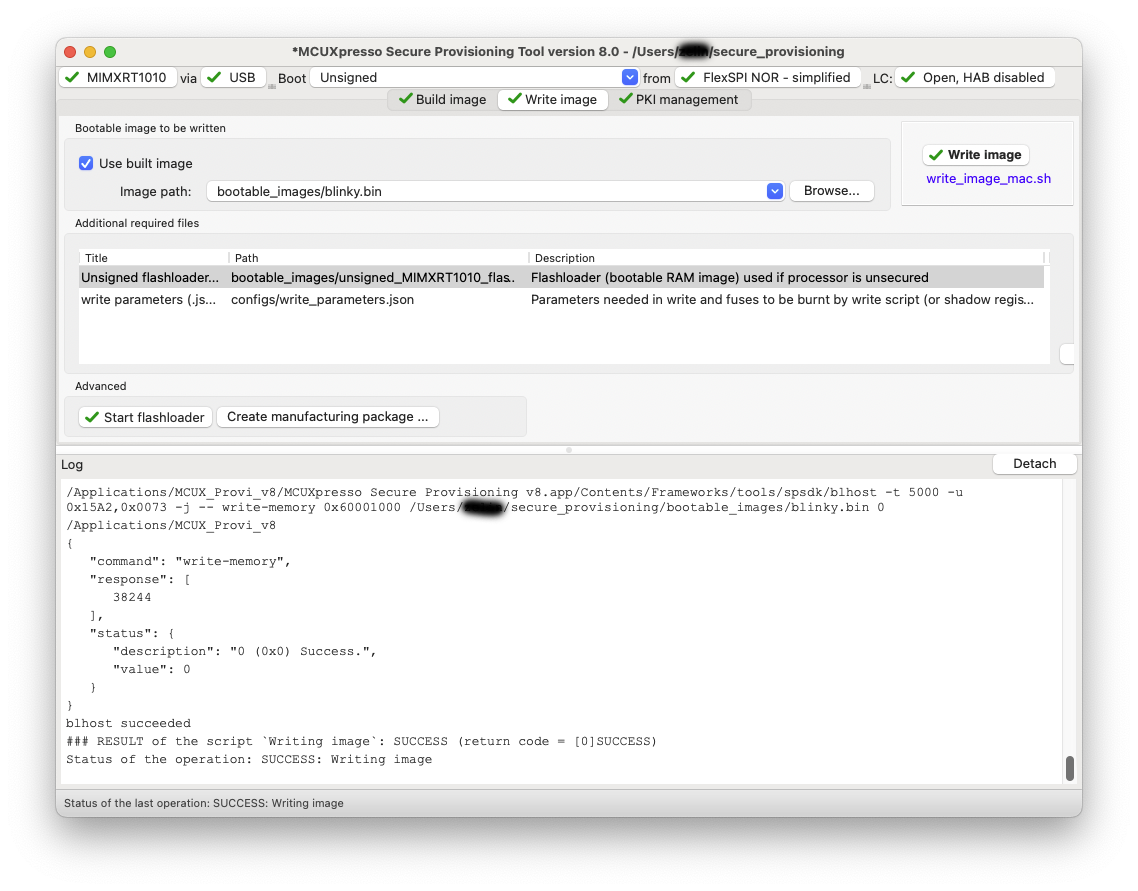 *MCUXpresso Secure Provisioning Tool version 8.0 - /Users/ /secure_provisioning
MIMXRT1010 via USB Boot Unsigned from FlexSPI NOR - simplified LC: Open, HAB disabled
Build image Write image PKI management
Bootable image to be written
Use built image
Image path: bootable_images/blinky.bin Browse...
Write image
write_image_mac.sh
Additional required files
Title Path Description
Unsigned flashloader... bootable_images/unsigned_MIMXRT1010_flas.. Flashloader (bootable RAM image) used if processor is unsecured
write parameters (.js... configs/write_parameters.json Parameters needed in write and fuses to be burnt by write script (or shadow regis...
Advanced
Start flashloader Create manufacturing package ...
Log Detach
/Applications/MCUX_Provi_v8/MCUXpresso Secure Provisioning v8.app/Contents/Frameworks/tools/spsdk/blhost -t 5000 -u
0x15A2,0x0073 -j -- write-memory 0x60001000 /Users/ /secure_provisioning/bootable_images/blinky.bin 0
/Applications/MCUX_Provi_v8
{
"command": "write-memory",
"response": [
38244
],
"status": {
"description": "0 (0x0) Success.",
"value": 0
}
}
blhost succeeded
### RESULT of the script `Writing image`: SUCCESS (return code = [0]SUCCESS)
Status of the operation: SUCCESS: Writing image
Status of the last operation: SUCCESS: Writing image